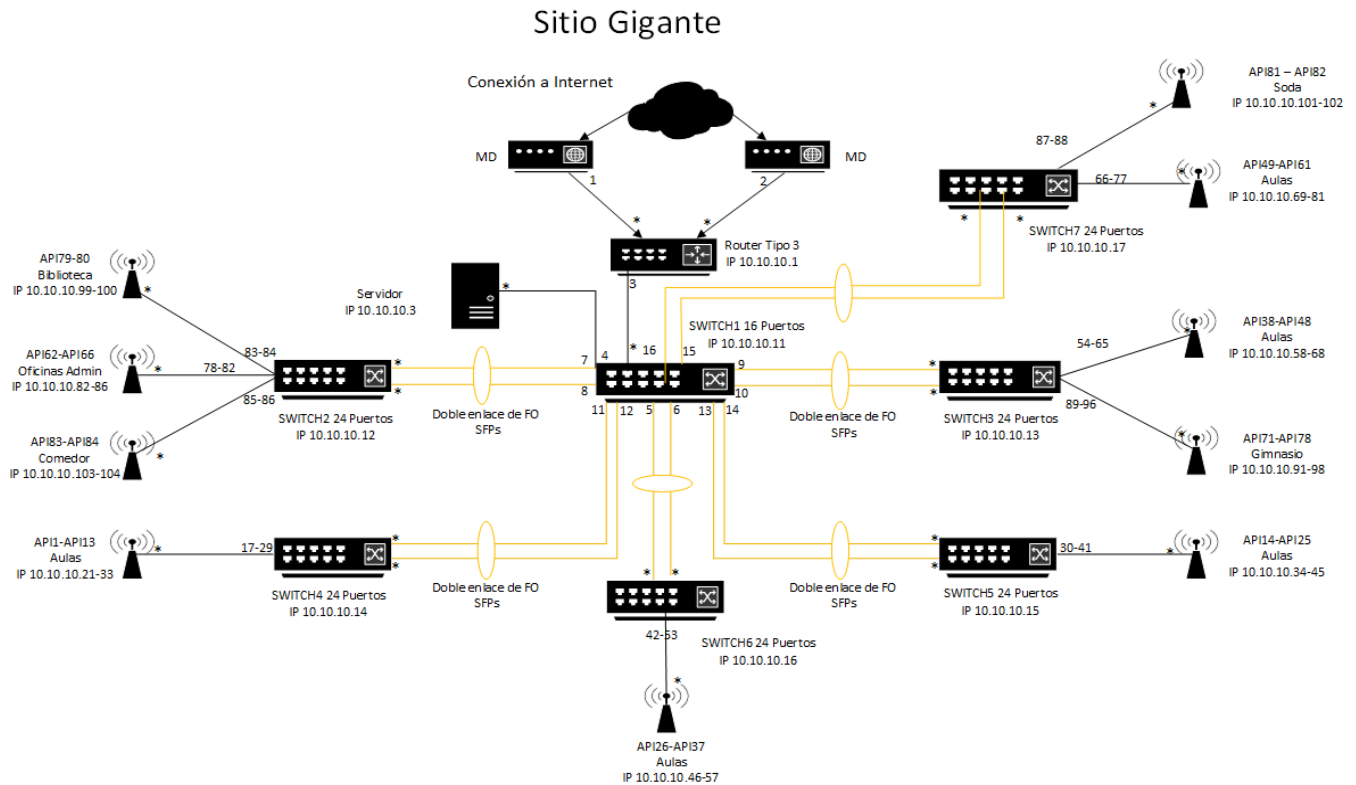 Sitio Gigante
Conexión a Internet
MD
MD
1
2
*
*
Router Tipo 3
IP 10.10.10.1
3
Servidor
IP 10.10.10.3
*
API81 – API82
Soda
IP 10.10.10.101-102
*
87-88
API49-API61
Aulas
IP 10.10.10.69-81
*
66-77
*
*
SWITCH7 24 Puertos
IP 10.10.10.17
SWITCH1 16 Puertos
IP 10.10.10.11
4
*
16
15
7
8
9
10
11
12
5
6
13
14
API79-80
Biblioteca
IP 10.10.10.99-100
*
83-84
API62-API66
Oficinas Admin
IP 10.10.10.82-86
*
78-82
85-86
API83-API84
Comedor
IP 10.10.10.103-104
*
*
*
SWITCH2 24 Puertos
IP 10.10.10.12
Doble enlace de FO
SFPs
*
*
Doble enlace de FO
SFPs
SWITCH3 24 Puertos
IP 10.10.10.13
54-65
*
API38-API48
Aulas
IP 10.10.10.58-68
89-96
*
API71-API78
Gimnasio
IP 10.10.10.91-98
API1-API13
Aulas
IP 10.10.10.21-33
*
17-29
*
*
SWITCH4 24 Puertos
IP 10.10.10.14
Doble enlace de FO
SFPs
*
*
SWITCH6 24 Puertos
IP 10.10.10.16
42-53
*
API26-API37
Aulas
IP 10.10.10.46-57
Doble enlace de FO
SFPs
*
*
SWITCH5 24 Puertos
IP 10.10.10.15
30-41
*
API14-API25
Aulas
IP 10.10.10.34-45